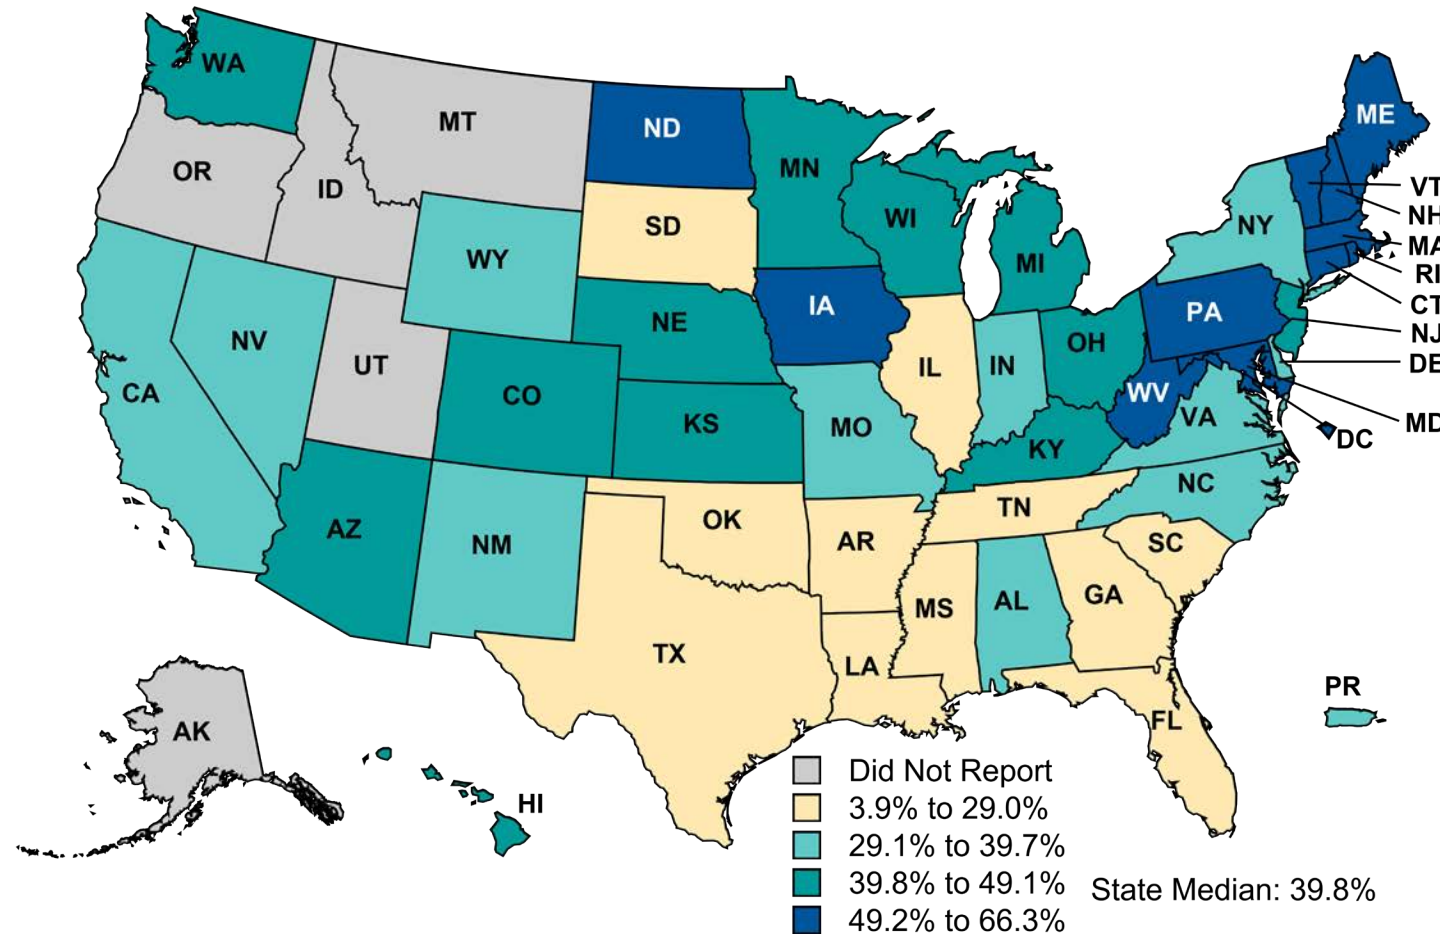 WA
MT
ND
ME
MN
OR
ID
VT
NH
WI
NY
SD
MA
WY
MI
RI
IA
CT
PA
NE
NJ
NV
OH
DE
UT
IL
IN
CO
CA
WV
KS
VA
MD
MO
DC
KY
NC
TN
OK
AZ
AR
SC
NM
GA
AL
MS
TX
LA
PR
FL
AK
HI
Did Not Report
3.9% to 29.0%
29.1% to 39.7%
39.8% to 49.1%
State Median: 39.8%
49.2% to 66.3%